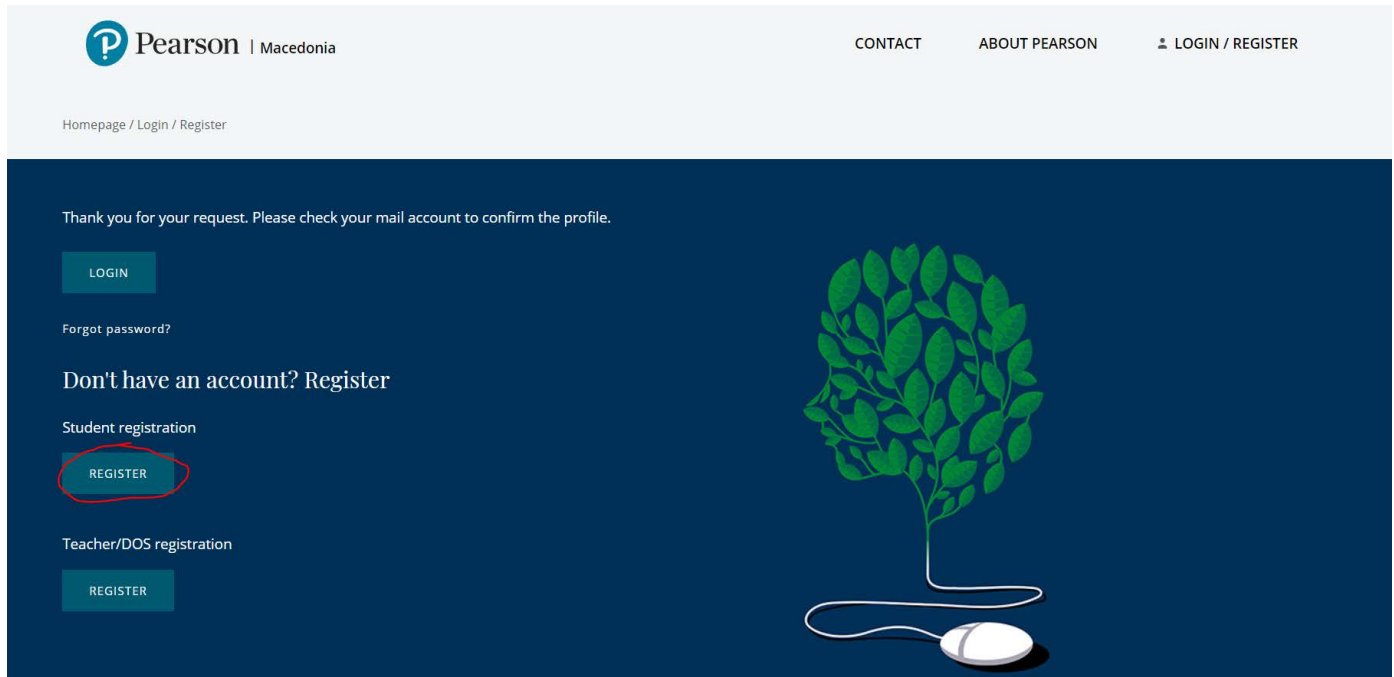 Pearson | Macedonia
CONTACT ABOUT PEARSON LOGIN / REGISTER
Homepage / Login / Register
Thank you for your request. Please check your mail account to confirm the profile.
LOGIN
Forgot password?
Don't have an account? Register
Student registration
REGISTER
Teacher/DOS registration
REGISTER